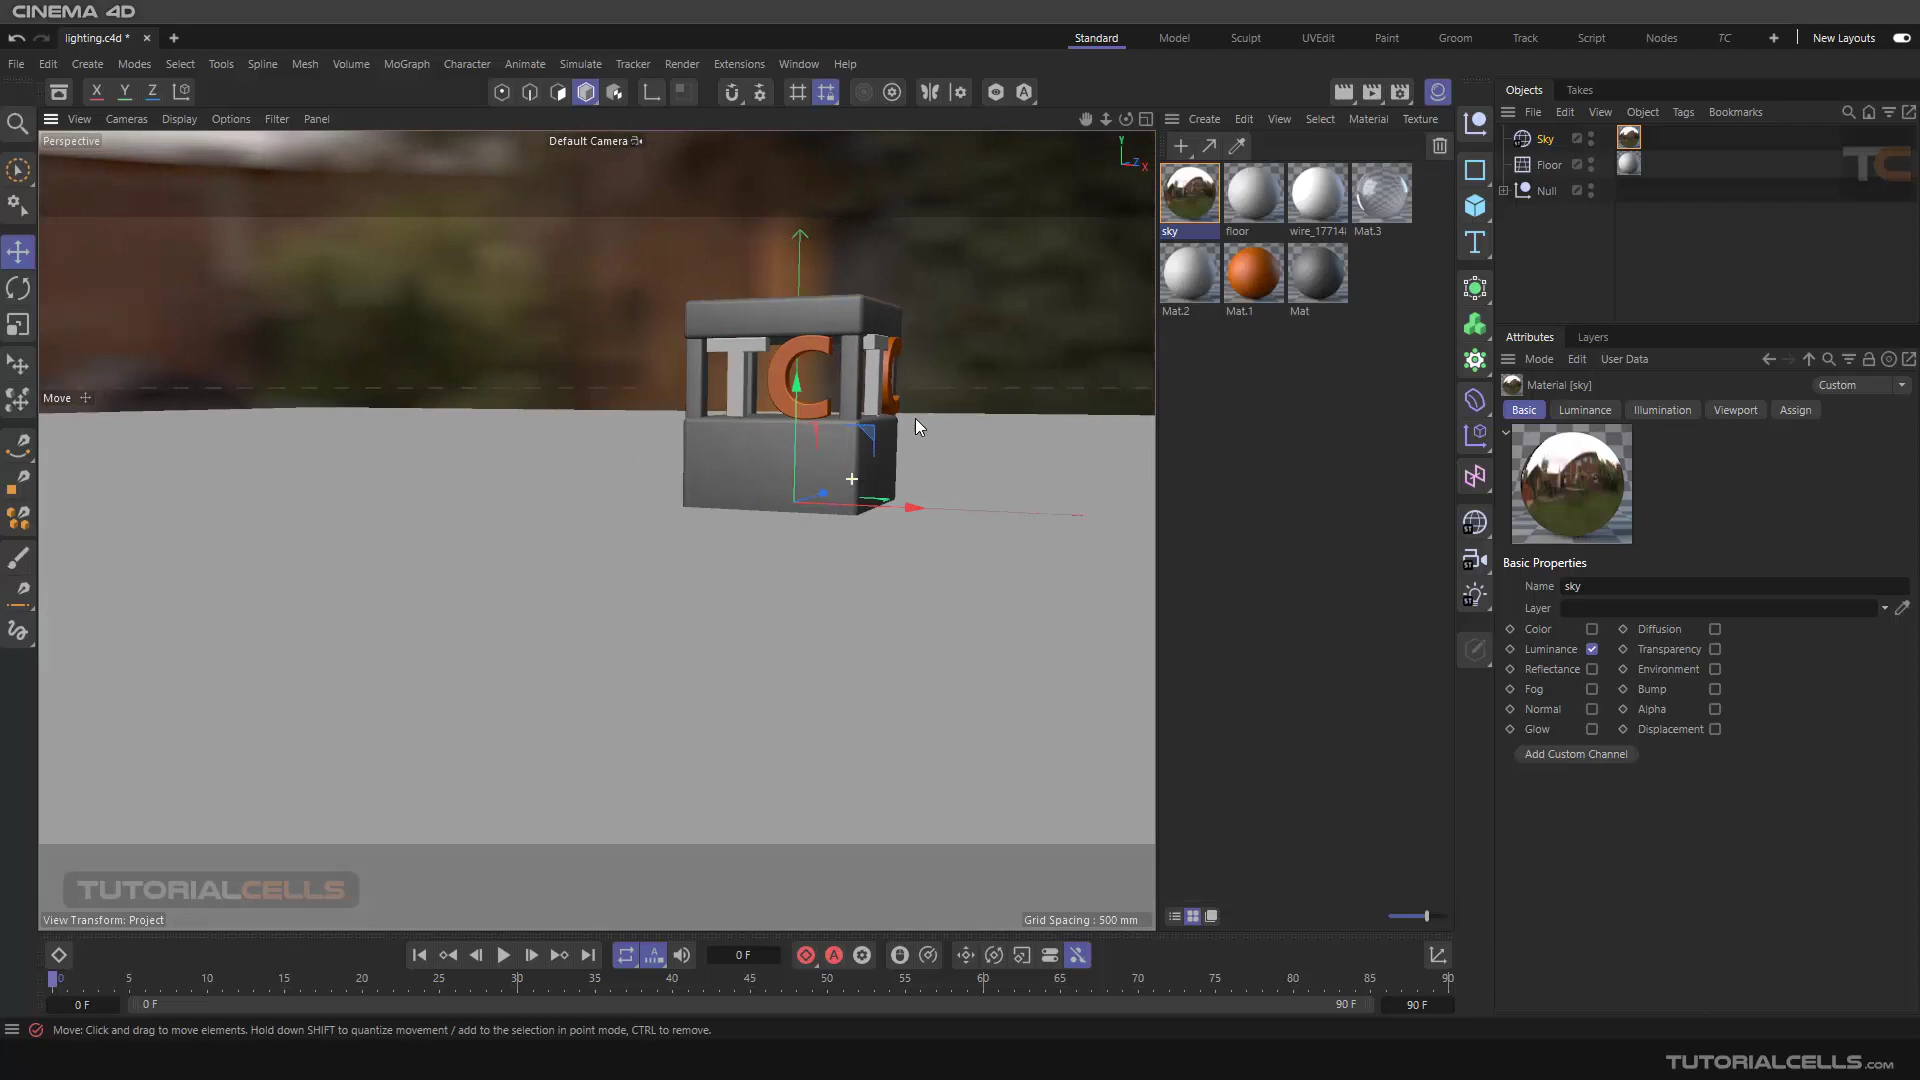 CINEMA 4D
lighting.c4d *
Standard Model Sculpt UVEdit Paint Groom Track Script Nodes TC New Layouts
File Edit Create Modes Select Tools Spline Mesh Volume MoGraph Character Animate Simulate Tracker Render Extensions Window Help
X Y Z
Objects Takes
View Cameras Display Options Filter Panel
Create Edit View Select Material Texture
File Edit View Object Tags Bookmarks
Perspective
Default Camera
Y
Z
X
Sky
Floor
Null
TC
sky floor wire_17714 Mat.3
Mat.2 Mat.1 Mat
TC TC
Move
Attributes Layers
Mode Edit User Data
Material [sky]
Custom
Basic Luminance Illumination Viewport Assign
Basic Properties
Name sky
Layer
Color Diffusion
Luminance Transparency
Reflectance Environment
Fog Bump
Normal Alpha
Glow Displacement
Add Custom Channel
TUTORIALCELLS
View Transform: Project
Grid Spacing : 500 mm
0 F
0 5 10 15 20 25 30 35 40 45 50 55 60 65 70 75 80 85 90
0 F 0 F 90 F 90 F
Move: Click and drag to move elements. Hold down SHIFT to quantize movement / add to the selection in point mode, CTRL to remove.
TUTORIALCELLS.com